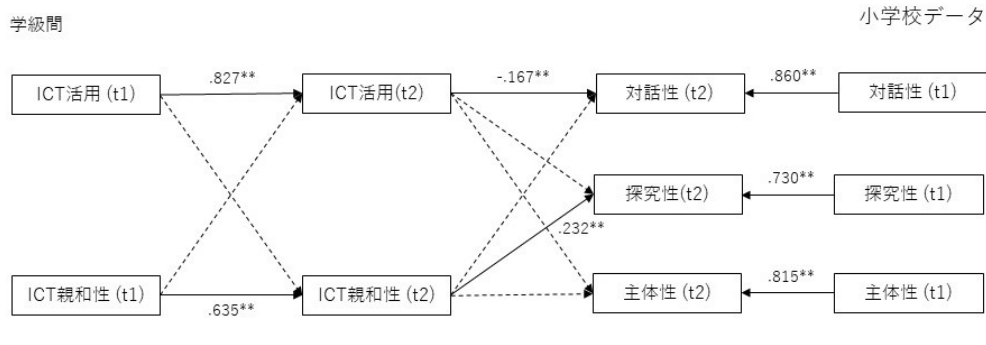 学級間
小学校データ
.827**
-.167**
.860**
ICT活用 (t1)
ICT活用(t2)
対話性 (t2)
対話性 (t1)
.730**
探究性(t2)
探究性 (t1)
.232**
.815**
ICT親和性 (t1)
ICT親和性 (t2)
主体性 (t2)
主体性 (t1)
.635**